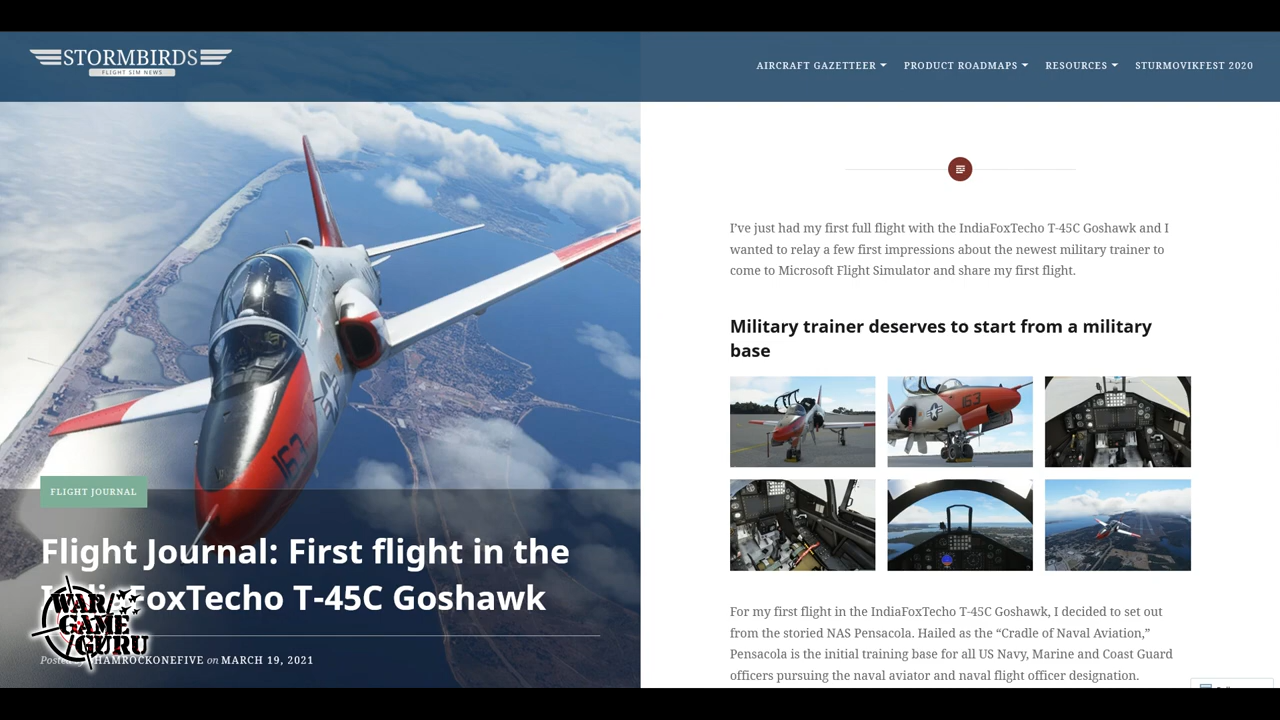 STORMBIRDS
FLIGHT SIM NEWS
AIRCRAFT GAZETTEER
PRODUCT ROADMAPS
RESOURCES
STURMOVIKFEST 2020
I've just had my first full flight with the IndiaFoxTecho T-45C Goshawk and I
wanted to relay a few first impressions about the newest military trainer to
come to Microsoft Flight Simulator and share my first flight.
Military trainer deserves to start from a military
base
163
163
FLIGHT JOURNAL
Flight Journal: First flight in the
IndiaFoxTecho T-45C Goshawk
WAR/
GAME
/GURU
Posted by SHAMROCKONEFIVE on MARCH 19, 2021
For my first flight in the IndiaFoxTecho T-45C Goshawk, I decided to set out
from the storied NAS Pensacola. Hailed as the “Cradle of Naval Aviation,”
Pensacola is the initial training base for all US Navy, Marine and Coast Guard
officers pursuing the naval aviator and naval flight officer designation.